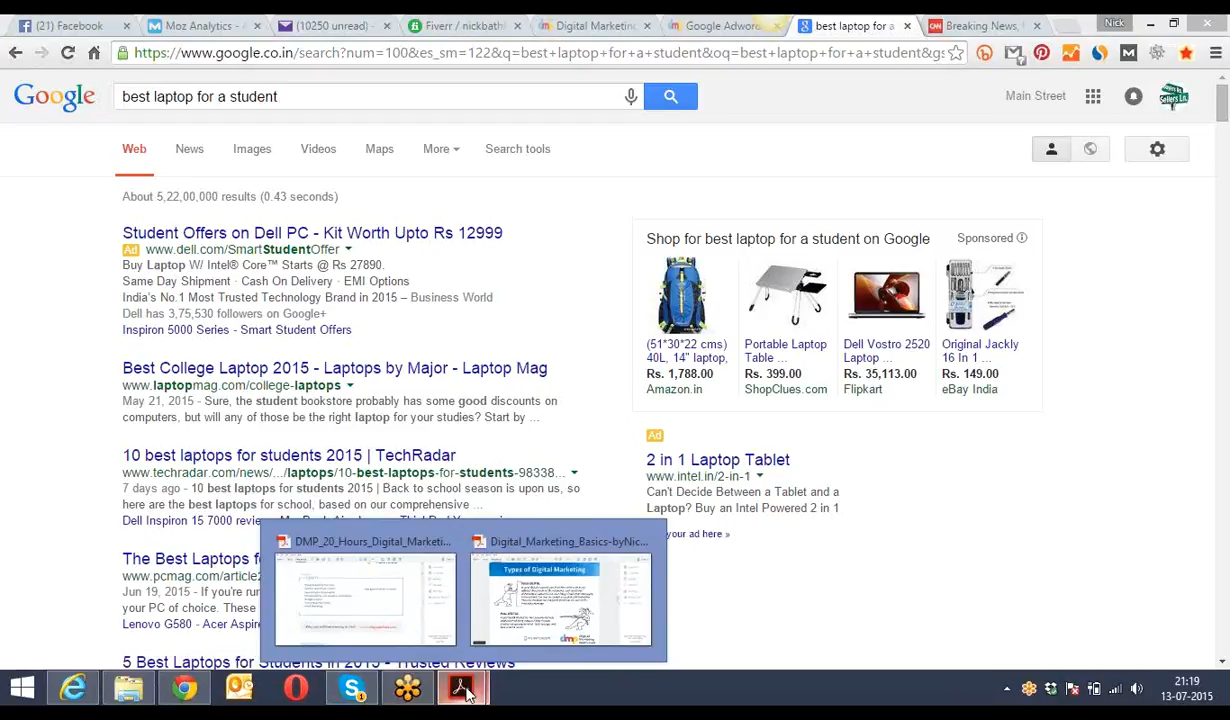 (21) Facebook
Moz Analytics - A
(10250 unread) -
Fiverr / nickbath
Digital Marketing
Google Adword
best laptop for a
Breaking News,
Nick
https://www.google.co.in/search?num=100&es_sm=122&q=best+laptop+for+a+student&oq=best+laptop+for+a+student&gs
Google
best laptop for a student
Main Street
Web
News
Images
Videos
Maps
More
Search tools
About 5,22,00,000 results (0.43 seconds)
Student Offers on Dell PC - Kit Worth Upto Rs 12999
Ad www.dell.com/SmartStudentOffer
Buy Laptop W/ Intel® Core™ Starts @ Rs 27890.
Same Day Shipment · Cash On Delivery · EMI Options
India's No.1 Most Trusted Technology Brand in 2015 – Business World
Dell has 3,75,530 followers on Google+
Inspiron 5000 Series - Smart Student Offers
Best College Laptop 2015 - Laptops by Major - Laptop Mag
www.laptopmag.com/college-laptops
May 21, 2015 - Sure, the student bookstore probably has some good discounts on
computers, but will any of those be the right laptop for your studies? Start by ...
10 best laptops for students 2015 | TechRadar
www.techradar.com/news/.../laptops/10-best-laptops-for-students-98338...
7 days ago - 10 best laptops for students 2015 | Back to school season is upon us, so
here are the best laptops for school, based on our comprehensive ...
Dell Inspiron 15 7000 revie
The Best Laptops f
www.pcmag.com/article2
Jun 19, 2015 - If you're run
your PC of choice. These
Lenovo G580 - Acer Aspire
5 Best Laptops for Students in 2015 - Trusted Reviews
Shop for best laptop for a student on Google
Sponsored
(51*30*22 cms)
40L, 14" laptop,
Rs. 1,788.00
Amazon.in
Portable Laptop
Table ...
Rs. 399.00
ShopClues.com
Dell Vostro 2520
Laptop ...
Rs. 35,113.00
Flipkart
Original Jackly
16 In 1 ...
Rs. 149.00
eBay India
Ad
2 in 1 Laptop Tablet
www.intel.in/2-in-1
Can't Decide Between a Tablet and a
Laptop? Buy an Intel Powered 2 in 1
your ad here »
DMP_20_Hours_Digital_Marketi...
Digital_Marketing_Basics-byNic...
Types of Digital Marketing
dmp
21:19
13-07-2015